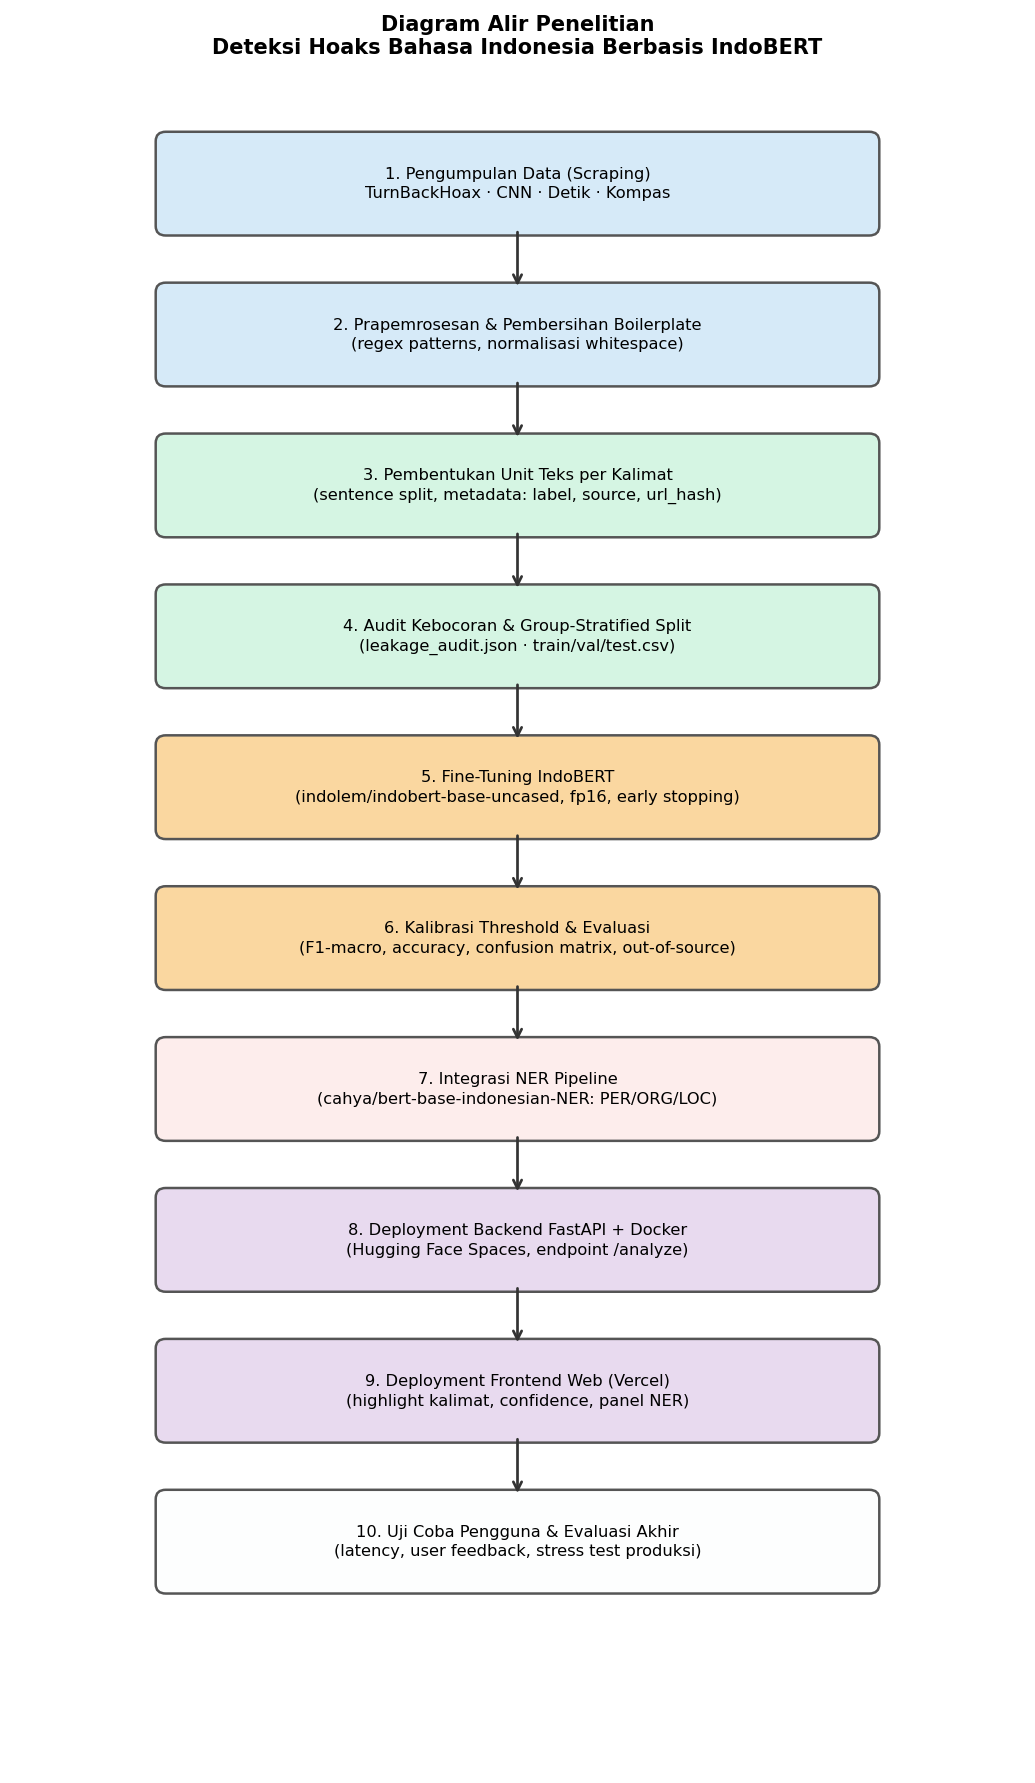 Diagram Alir Penelitian
Deteksi Hoaks Bahasa Indonesia Berbasis IndoBERT
1. Pengumpulan Data (Scraping)
TurnBackHoax · CNN · Detik · Kompas
2. Prapemrosesan & Pembersihan Boilerplate
(regex patterns, normalisasi whitespace)
3. Pembentukan Unit Teks per Kalimat
(sentence split, metadata: label, source, url_hash)
4. Audit Kebocoran & Group-Stratified Split
(leakage_audit.json · train/val/test.csv)
5. Fine-Tuning IndoBERT
(indolem/indobert-base-uncased, fp16, early stopping)
6. Kalibrasi Threshold & Evaluasi
(F1-macro, accuracy, confusion matrix, out-of-source)
7. Integrasi NER Pipeline
(cahya/bert-base-indonesian-NER: PER/ORG/LOC)
8. Deployment Backend FastAPI + Docker
(Hugging Face Spaces, endpoint /analyze)
9. Deployment Frontend Web (Vercel)
(highlight kalimat, confidence, panel NER)
10. Uji Coba Pengguna & Evaluasi Akhir
(latency, user feedback, stress test produksi)